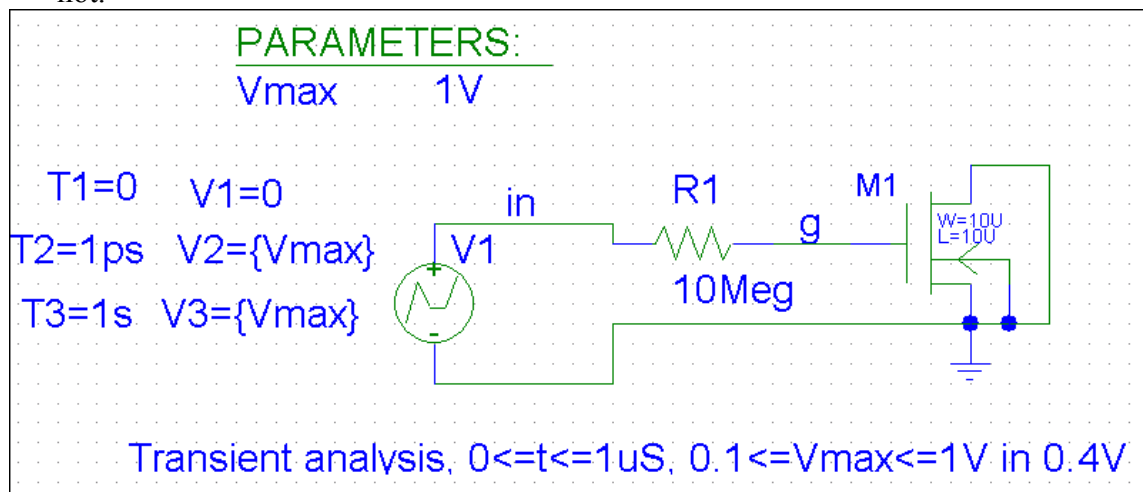 not.
PARAMETERS:
Vmax 1V
T1=0 V1=0
T2=1ps V2={Vmax}
T3=1s V3={Vmax}
in
V1
+
-
R1
10Meg
g
M1
W=10U
L=10U
Transient analysis, 0<=t<=1uS, 0.1<=Vmax<=1V in 0.4V